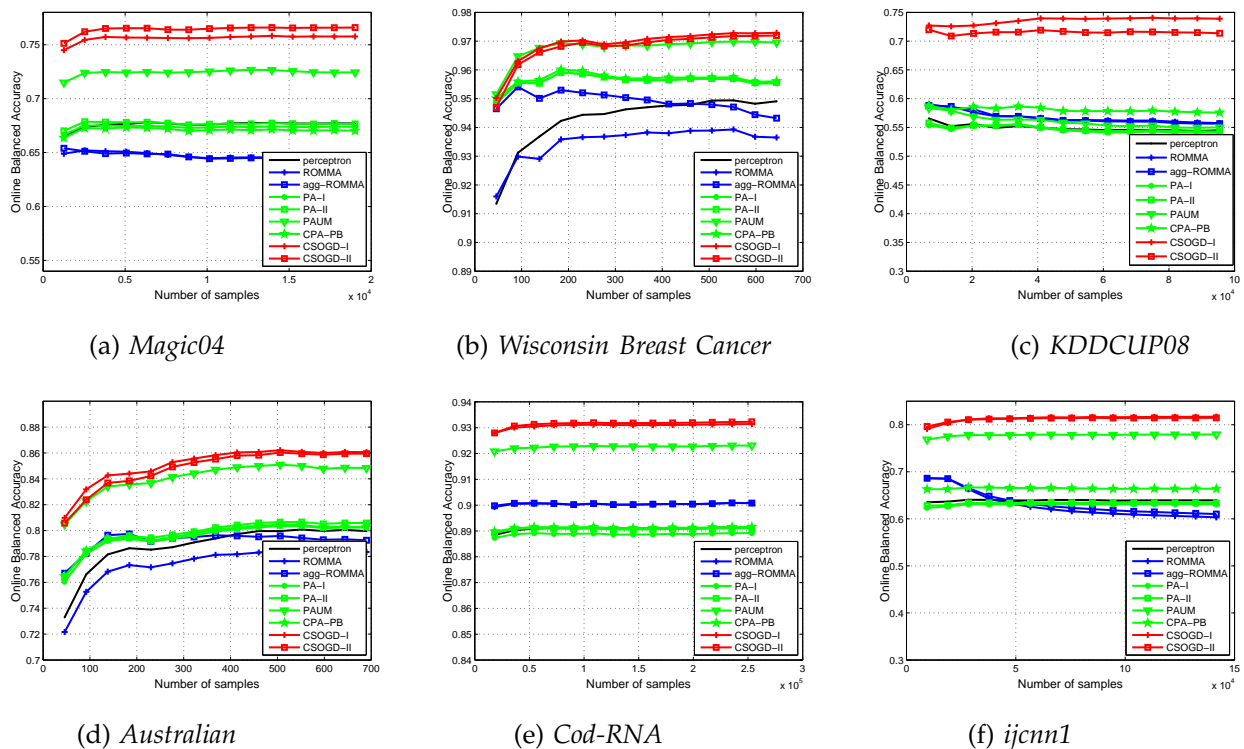 Online Balanced Accuracy
0.75
0.7
0.65
0.6
0.55
0 0.5 1 1.5 2
x 10^4
Number of samples
perceptron
ROMMA
agg−ROMMA
PA−I
PA−II
PAUM
CPA−PB
CSOGD−I
CSOGD−II
(a) Magic04
Online Balanced Accuracy
0.98
0.97
0.96
0.95
0.94
0.93
0.92
0.91
0.9
0.89
0 100 200 300 400 500 600 700
Number of samples
perceptron
ROMMA
agg−ROMMA
PA−I
PA−II
PAUM
CPA−PB
CSOGD−I
CSOGD−II
(b) Wisconsin Breast Cancer
Online Balanced Accuracy
0.75
0.7
0.65
0.6
0.55
0.5
0.45
0.4
0.35
0.3
0 2 4 6 8 10
x 10^4
Number of samples
perceptron
ROMMA
agg−ROMMA
PA−I
PA−II
PAUM
CPA−PB
CSOGD−I
CSOGD−II
(c) KDDCUP08
Online Balanced Accuracy
0.88
0.86
0.84
0.82
0.8
0.78
0.76
0.74
0.72
0.7
0 100 200 300 400 500 600 700
Number of samples
perceptron
ROMMA
agg−ROMMA
PA−I
PA−II
PAUM
CPA−PB
CSOGD−I
CSOGD−II
(d) Australian
Online Balanced Accuracy
0.94
0.93
0.92
0.91
0.9
0.89
0.88
0.87
0.86
0.85
0.84
0 0.5 1 1.5 2 2.5 3
x 10^5
Number of samples
perceptron
ROMMA
agg−ROMMA
PA−I
PA−II
PAUM
CPA−PB
CSOGD−I
CSOGD−II
(e) Cod-RNA
Online Balanced Accuracy
0.8
0.7
0.6
0.5
0.4
0.3
0 5 10 15
x 10^4
Number of samples
perceptron
ROMMA
agg−ROMMA
PA−I
PA−II
PAUM
CPA−PB
CSOGD−I
CSOGD−II
(f) ijcnn1